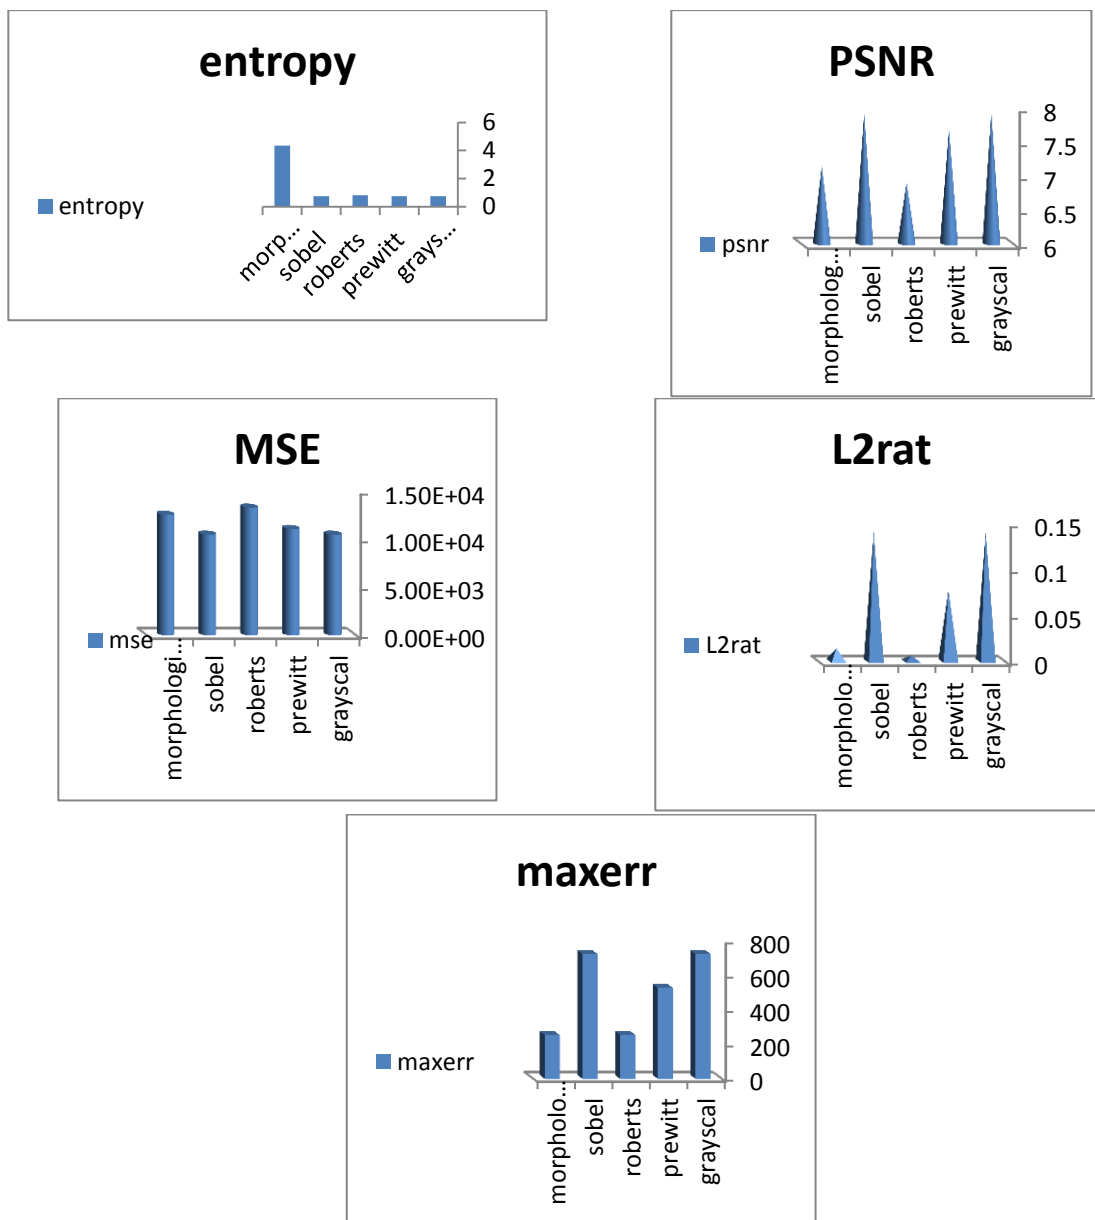 entropy
6
4
2
0
entropy
morp...
sobel
roberts
prewitt
grays...
PSNR
8
7.5
7
6.5
6
psnr
morpholog...
sobel
roberts
prewitt
grayscal
MSE
1.50E+04
1.00E+04
5.00E+03
0.00E+00
mse
morphologi...
sobel
roberts
prewitt
grayscal
L2rat
0.15
0.1
0.05
0
L2rat
morpholo...
sobel
roberts
prewitt
grayscal
maxerr
800
600
400
200
0
maxerr
morpholo...
sobel
roberts
prewitt
grayscal